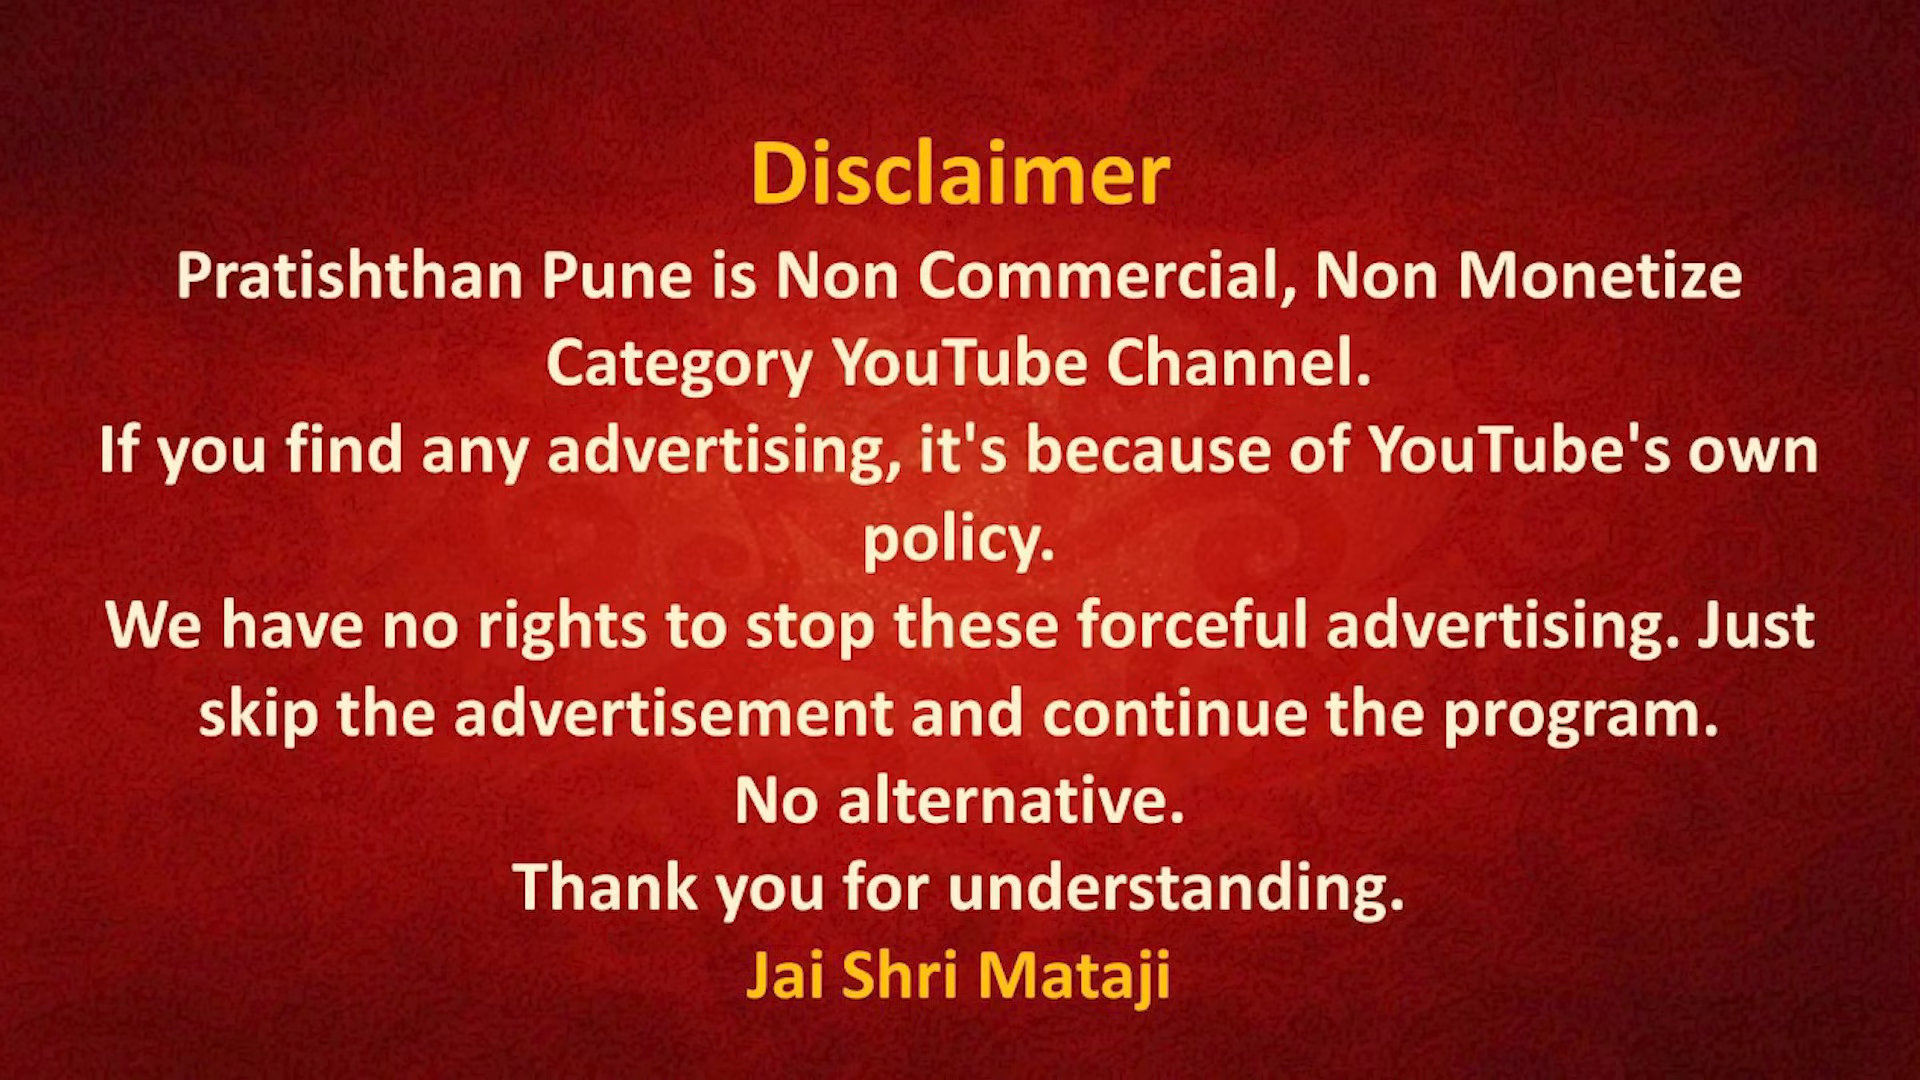 Disclaimer
Pratishthan Pune is Non Commercial, Non Monetize
Category YouTube Channel.
If you find any advertising, it's because of YouTube's own
policy.
We have no rights to stop these forceful advertising. Just
skip the advertisement and continue the program.
No alternative.
Thank you for understanding.
Jai Shri Mataji